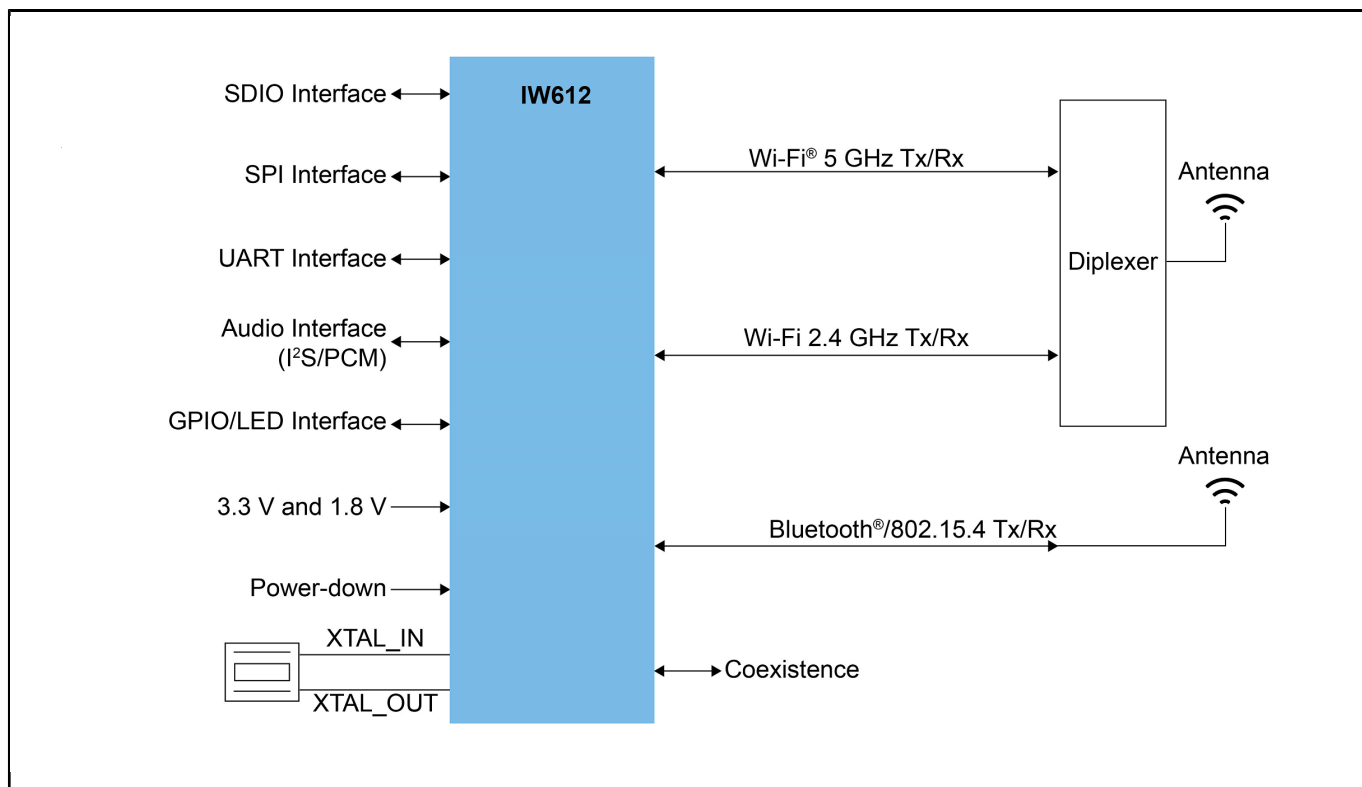 IW612
SDIO Interface
SPI Interface
UART Interface
Audio Interface
(I²S/PCM)
GPIO/LED Interface
3.3 V and 1.8 V
Power-down
XTAL_IN
XTAL_OUT
Wi-Fi® 5 GHz Tx/Rx
Wi-Fi 2.4 GHz Tx/Rx
Bluetooth®/802.15.4 Tx/Rx
Coexistence
Diplexer
Antenna
Antenna